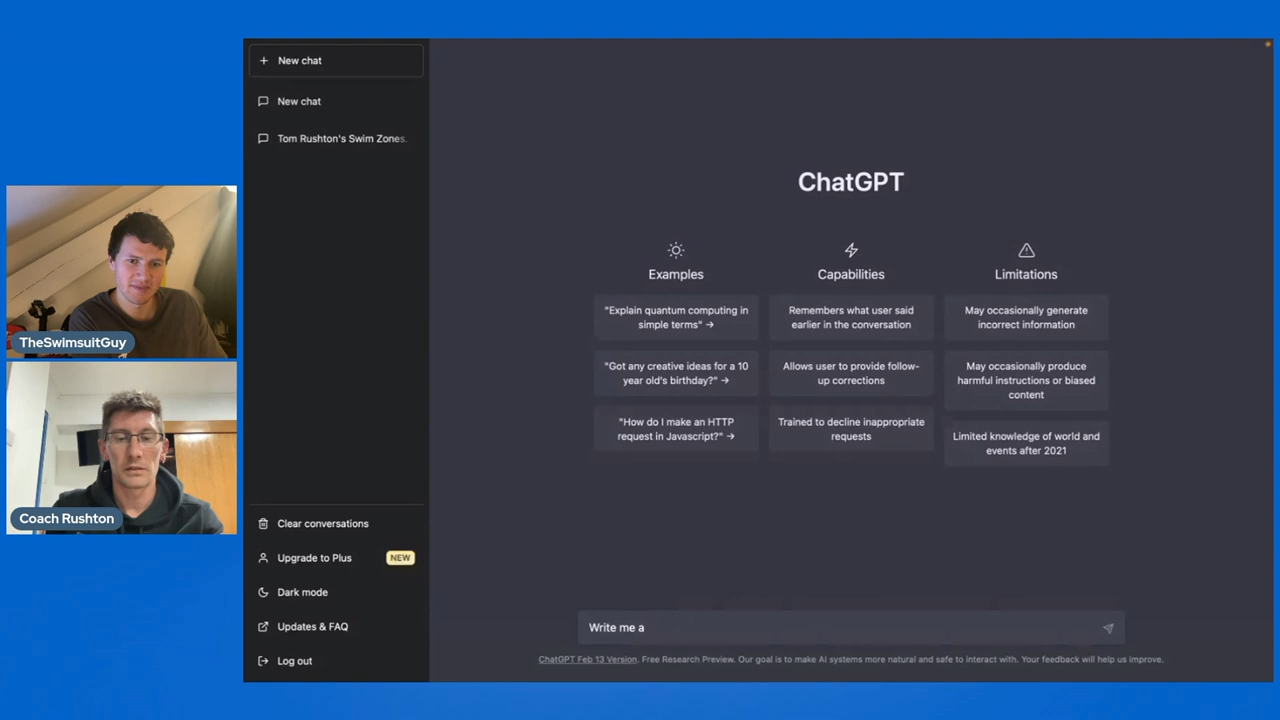 New chat
New chat
Tom Rushton's Swim Zones.
Clear conversations
Upgrade to Plus
NEW
Dark mode
Updates & FAQ
Log out
ChatGPT
Examples
"Explain quantum computing in
simple terms" →
"Got any creative ideas for a 10
year old's birthday?" →
"How do I make an HTTP
request in Javascript?" →
Capabilities
Remembers what user said
earlier in the conversation
Allows user to provide follow-
up corrections
Trained to decline inappropriate
requests
Limitations
May occasionally generate
incorrect information
May occasionally produce
harmful instructions or biased
content
Limited knowledge of world and
events after 2021
Write me a
ChatGPT Feb 13 Version. Free Research Preview. Our goal is to make AI systems more natural and safe to interact with. Your feedback will help us improve.
TheSwimsuitGuy
Coach Rushton